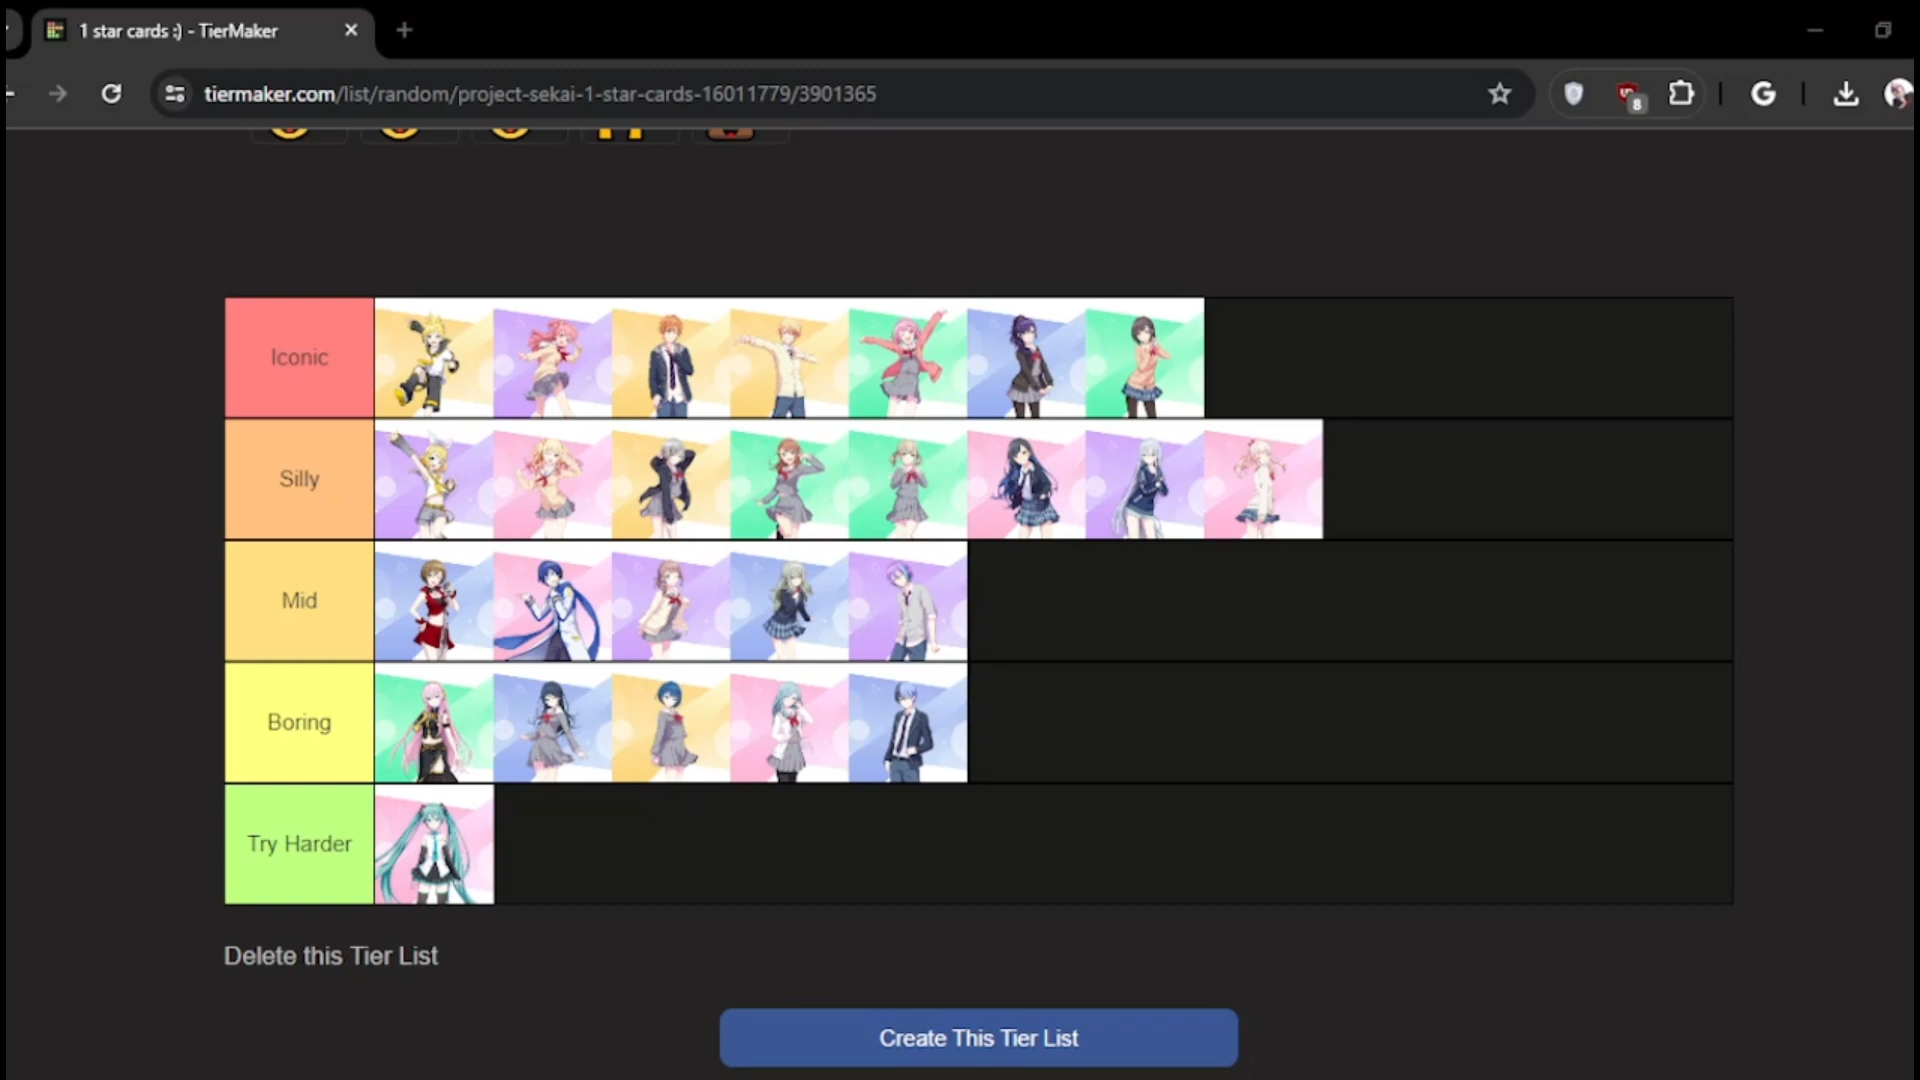 1 star cards :) - TierMaker
tiermaker.com/list/random/project-sekai-1-star-cards-16011779/3901365
8
G
Iconic
Silly
Mid
Boring
Try Harder
Delete this Tier List
Create This Tier List